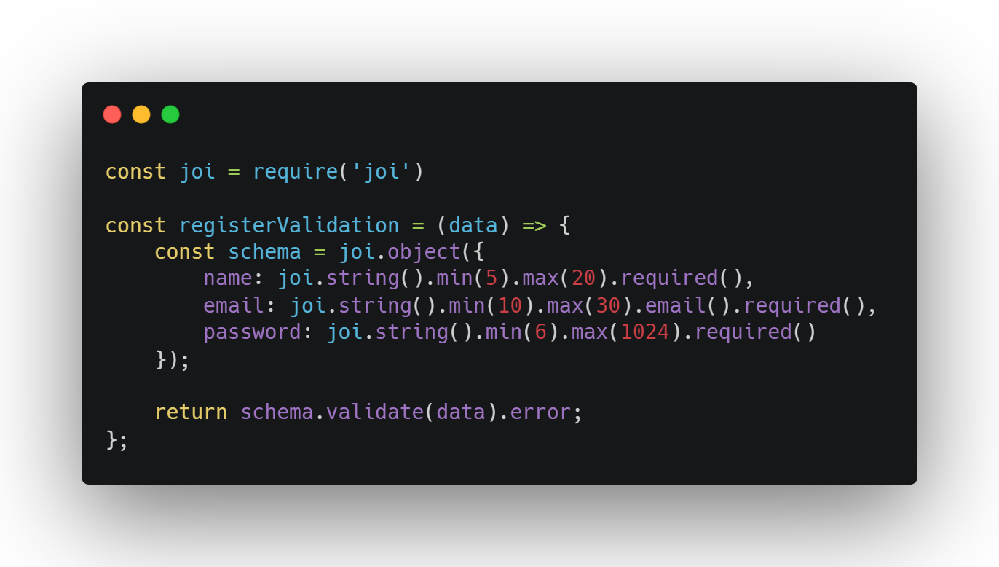 const joi = require('joi')
const registerValidation = (data) => {
    const schema = joi.object({
        name: joi.string().min(5).max(20).required(),
        email: joi.string().min(10).max(30).email().required(),
        password: joi.string().min(6).max(1024).required()
    });
    return schema.validate(data).error;
};